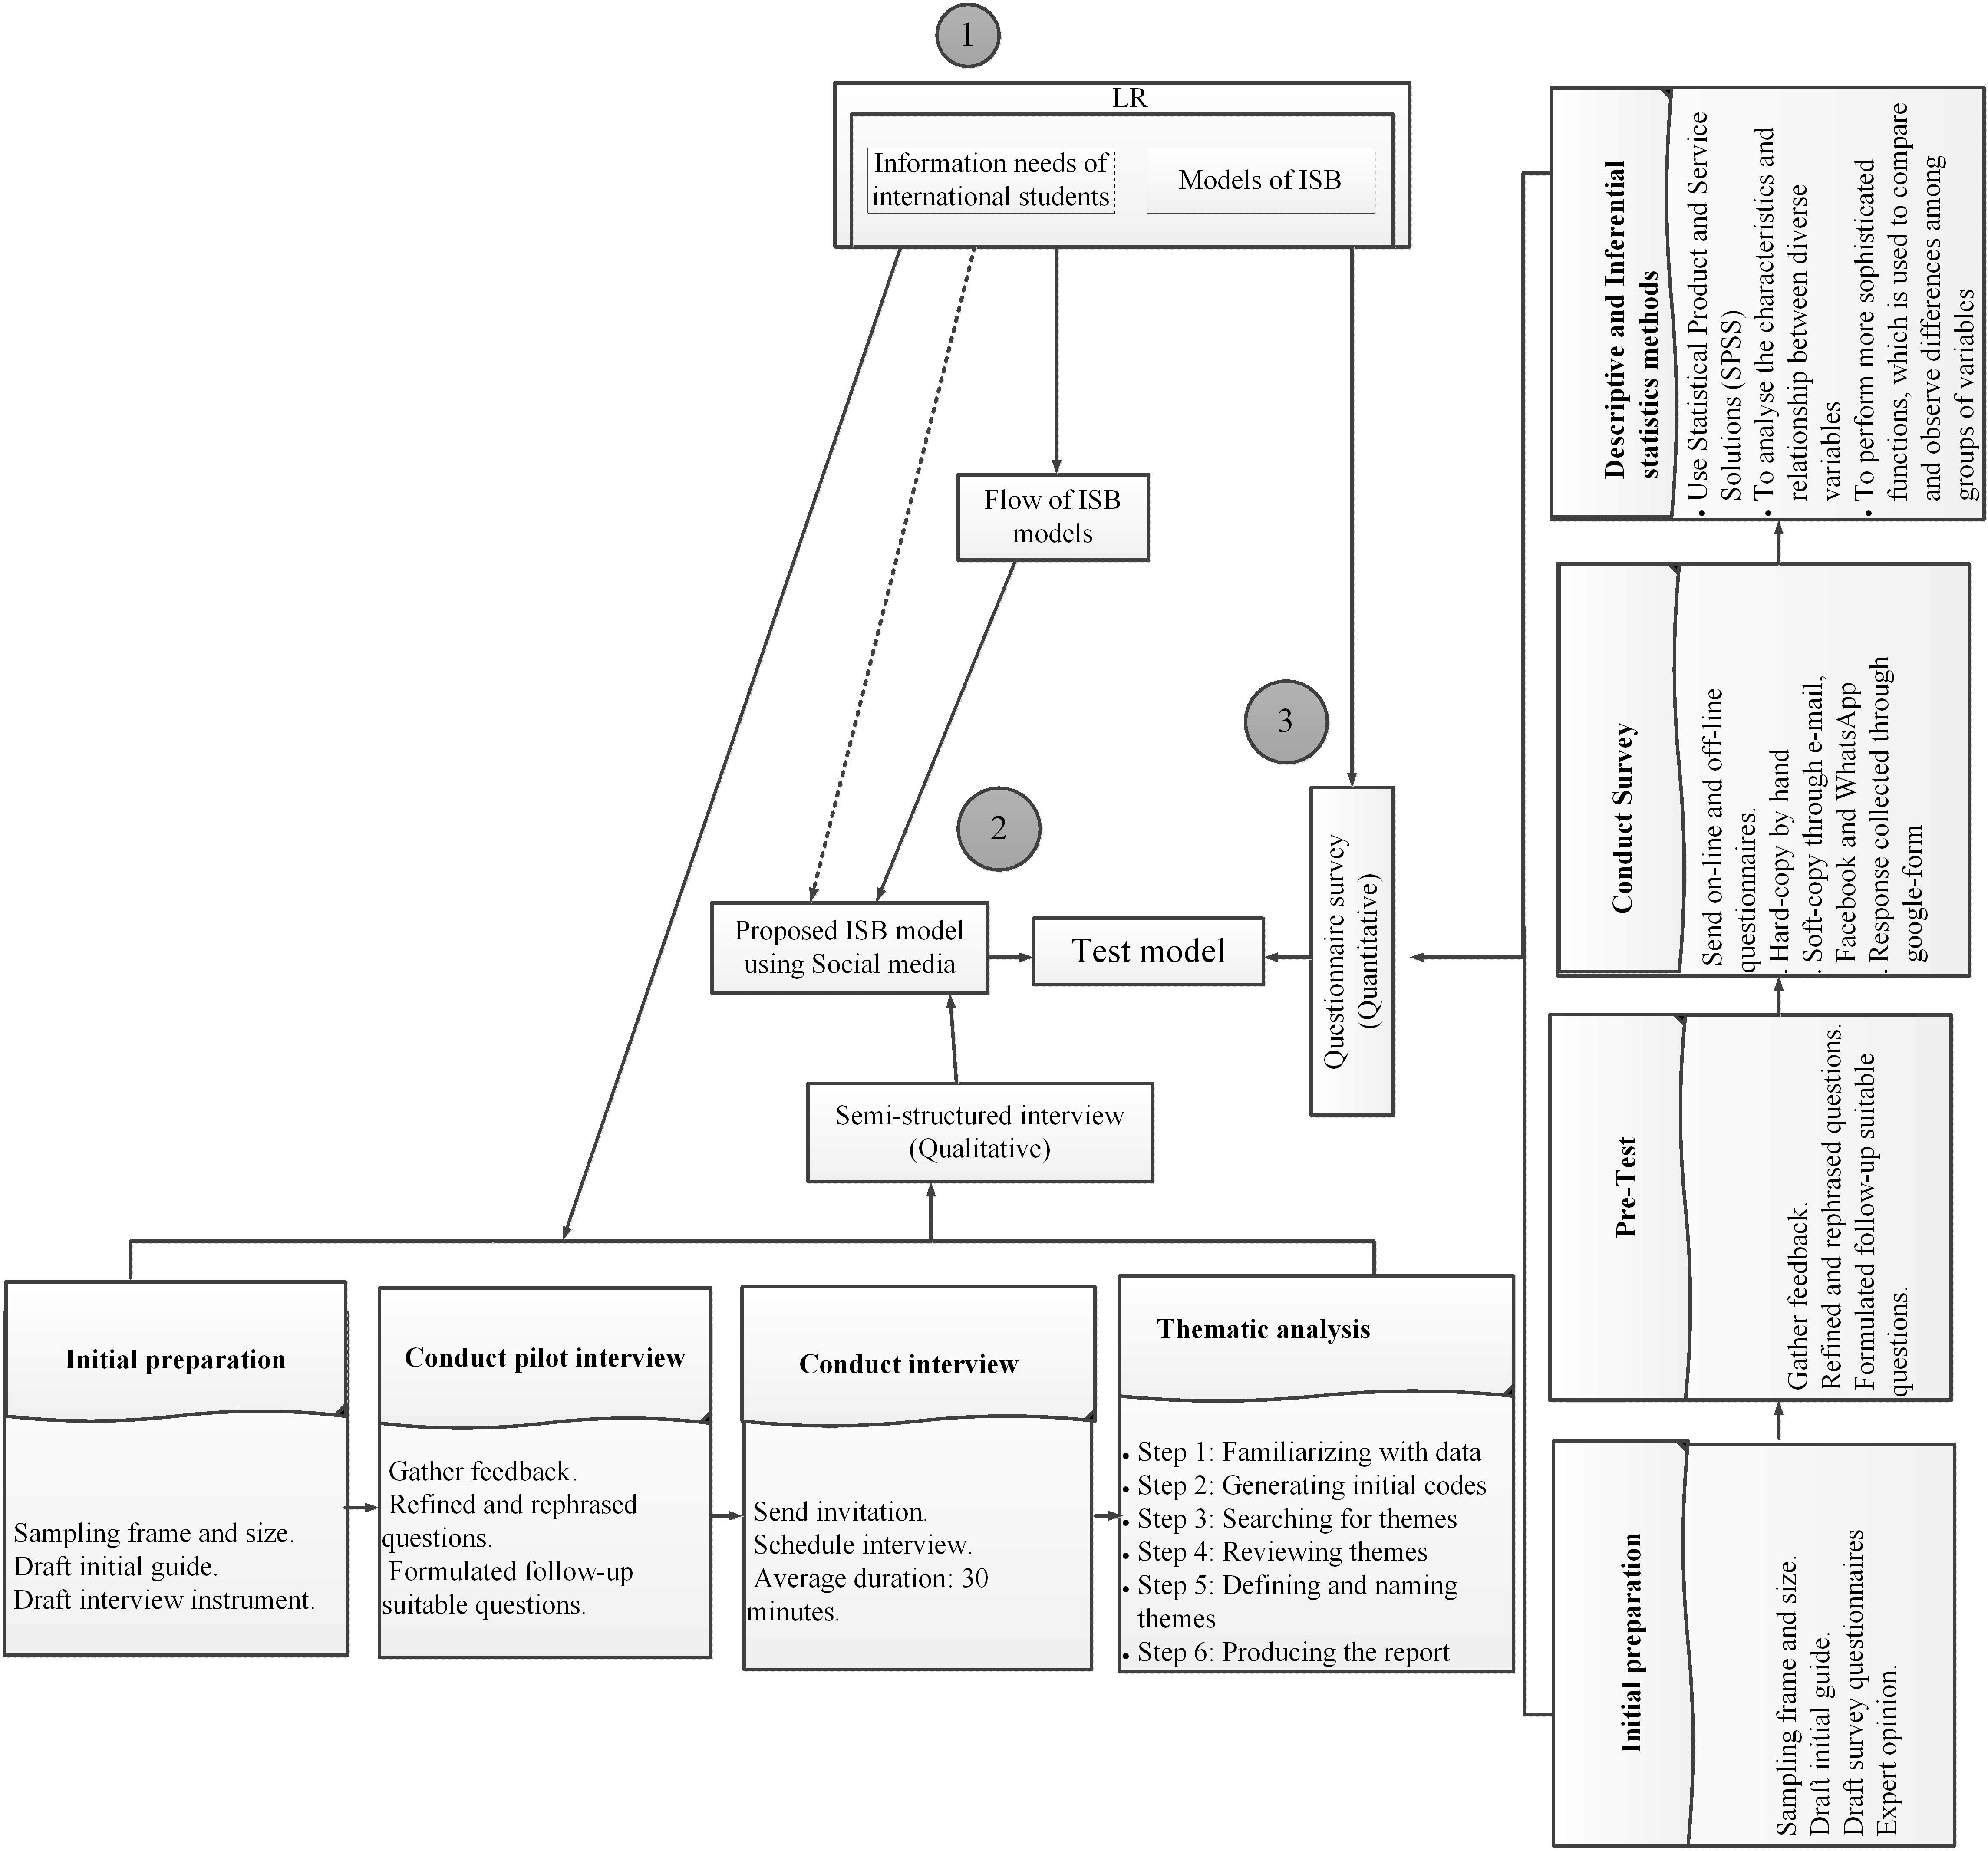 1
LR
Information needs of
international students
Models of ISB
Flow of ISB
models
3
2
Proposed ISB model
using Social media
Test model
Questionnaire survey
(Quantitative)
Semi-structured interview
(Qualitative)
Initial preparation
Sampling frame and size.
Draft initial guide.
Draft interview instrument.
Conduct pilot interview
Gather feedback.
Refined and rephrased
questions.
Formulated follow-up
suitable questions.
Conduct interview
Send invitation.
Schedule interview.
Average duration: 30
minutes.
Thematic analysis
• Step 1: Familiarizing with data
• Step 2: Generating initial codes
• Step 3: Searching for themes
• Step 4: Reviewing themes
• Step 5: Defining and naming
themes
• Step 6: Producing the report
Initial preparation
Sampling frame and size.
Draft initial guide.
Draft survey questionnaires
Expert opinion.
Pre-Test
Gather feedback.
Refined and rephrased questions.
Formulated follow-up suitable
questions.
Conduct Survey
Send on-line and off-line
questionnaires.
. Hard-copy by hand
. Soft-copy through e-mail,
Facebook and WhatsApp
. Response collected through
google-form
Descriptive and Inferential
statistics methods
• Use Statistical Product and Service
Solutions (SPSS)
• To analyse the characteristics and
relationship between diverse
variables
• To perform more sophisticated
functions, which is used to compare
and observe differences among
groups of variables